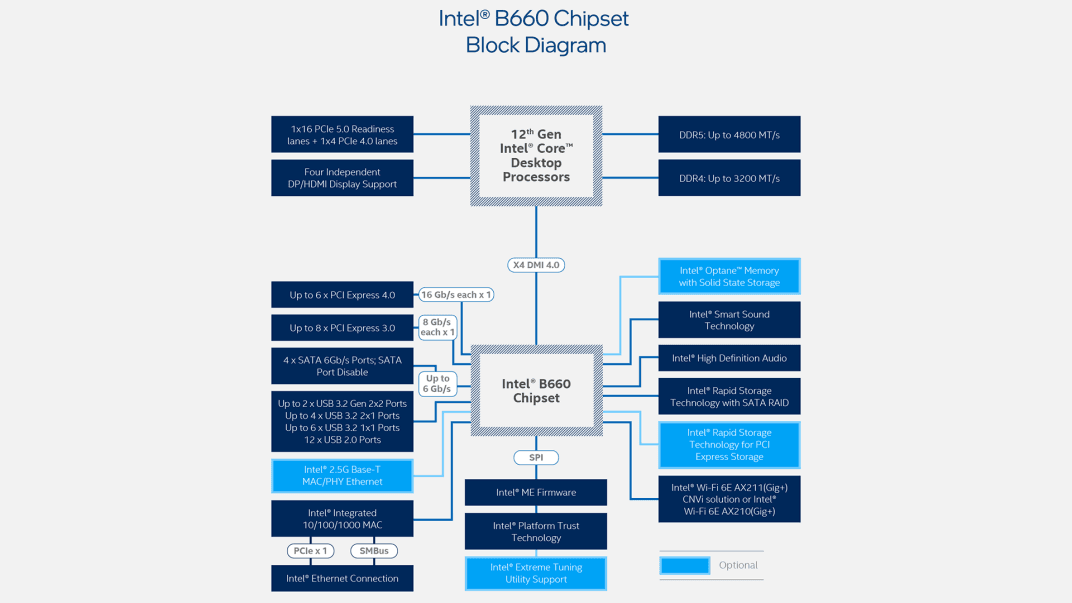 Intel® B660 Chipset
Block Diagram
1x16 PCIe 5.0 Readiness
lanes + 1x4 PCIe 4.0 lanes
Four Independent
DP/HDMI Display Support
12th Gen
Intel® Core™
Desktop
Processors
DDR5: Up to 4800 MT/s
DDR4: Up to 3200 MT/s
X4 DMI 4.0
Up to 6 x PCI Express 4.0
16 Gb/s each x 1
Up to 8 x PCI Express 3.0
8 Gb/s
each x 1
4 x SATA 6Gb/s Ports; SATA
Port Disable
Up to
6 Gb/s
Up to 2 x USB 3.2 Gen 2x2 Ports
Up to 4 x USB 3.2 2x1 Ports
Up to 6 x USB 3.2 1x1 Ports
12 x USB 2.0 Ports
Intel® 2.5G Base-T
MAC/PHY Ethernet
Intel® Integrated
10/100/1000 MAC
PCIe x 1
SMBus
Intel® Ethernet Connection
Intel® B660
Chipset
SPI
Intel® ME Firmware
Intel® Platform Trust
Technology
Intel® Extreme Tuning
Utility Support
Intel® Optane™ Memory
with Solid State Storage
Intel® Smart Sound
Technology
Intel® High Definition Audio
Intel® Rapid Storage
Technology with SATA RAID
Intel® Rapid Storage
Technology for PCI
Express Storage
Intel® Wi-Fi 6E AX211(Gig+)
CNVi solution or Intel®
Wi-Fi 6E AX210(Gig+)
Optional